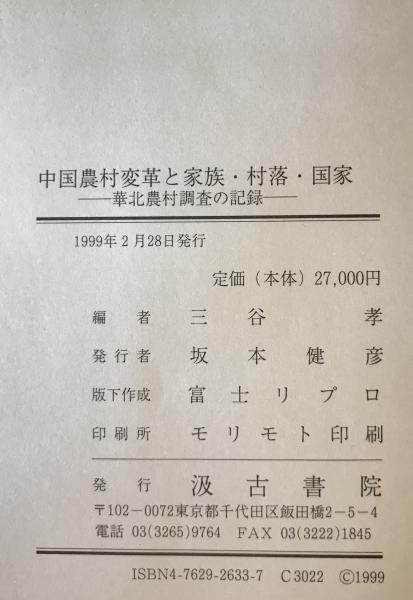 中国農村変革と家族・村落・国家
――華北農村調査の記録――
1999年2月28日発行
定価(本体)27,000円
編者 三谷孝
発行者 坂本健彦
版下作成 富士リプロ
印刷所 モリモト印刷
発行 汲古書院
〒102-0072東京都千代田区飯田橋2-5-4
電話 03(3265)9764 FAX 03(3222)1845
ISBN4-7629-2633-7 C3022 ©1999